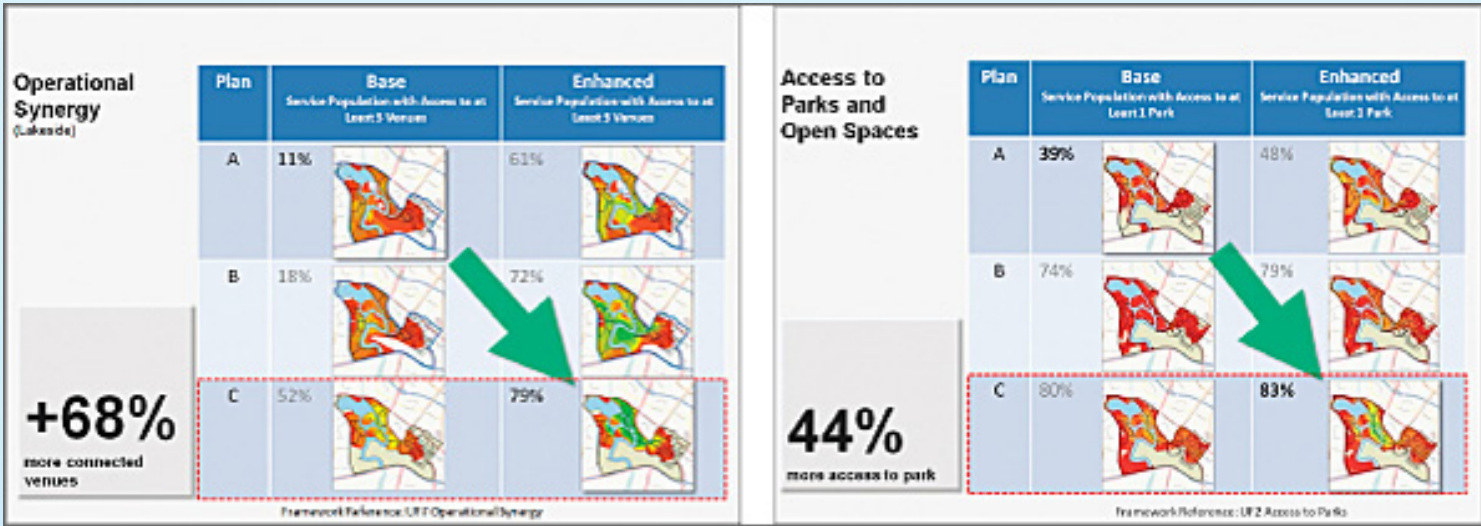 Operational
Synergy
(Lakeside)
Plan
Base
Service Population with Access to at
Least 3 Venues
Enhanced
Service Population with Access to at
Least 3 Venues
A
11%
61%
B
18%
72%
C
52%
79%
+68%
more connected
venues
Framework Reference: Operational Synergy
Access to
Parks and
Open Spaces
Plan
Base
Service Population with Access to at
Least 1 Park
Enhanced
Service Population with Access to at
Least 1 Park
A
39%
48%
B
74%
79%
C
80%
83%
44%
more access to park
Framework Reference: UF2 Access to Parks